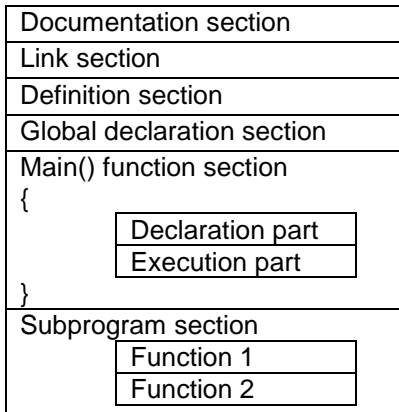 Documentation section
Link section
Definition section
Global declaration section
Main() function section
{
Declaration part
Execution part
}
Subprogram section
Function 1
Function 2